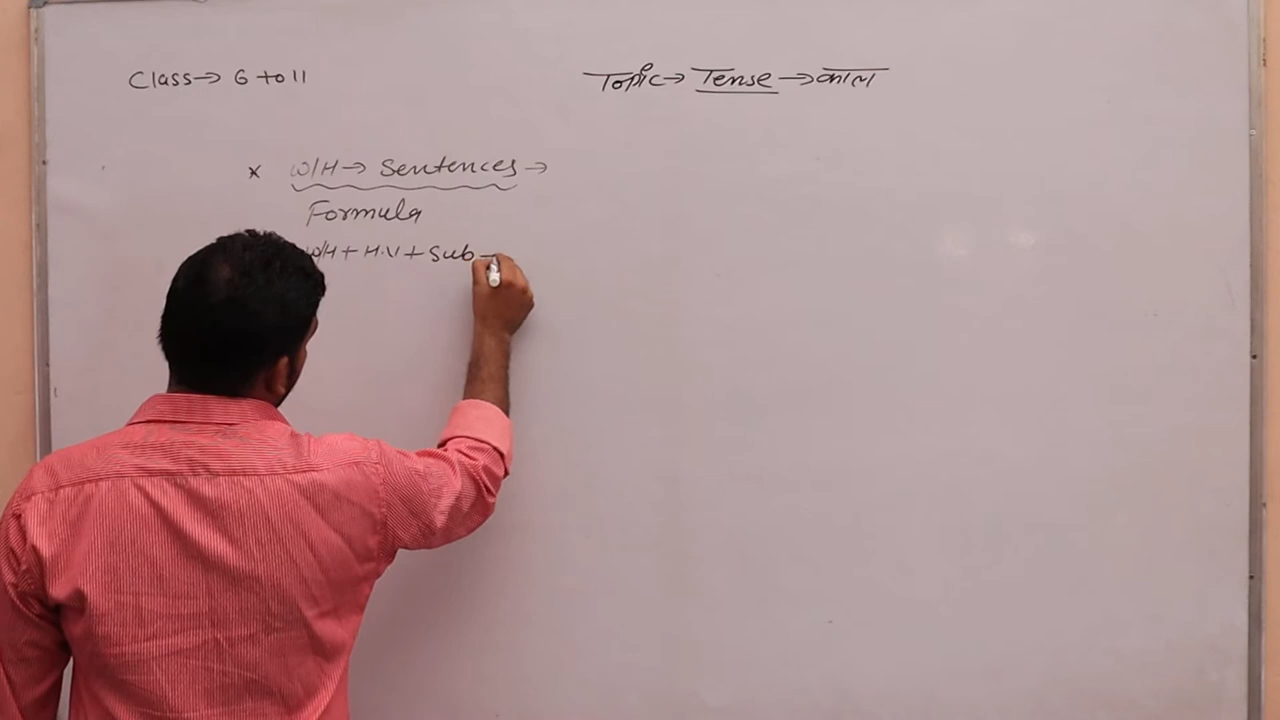 Class→ 6 to 11
Topic→ Tense →काल
× W/H→ Sentences→
Formula
W/H + H.V + Sub